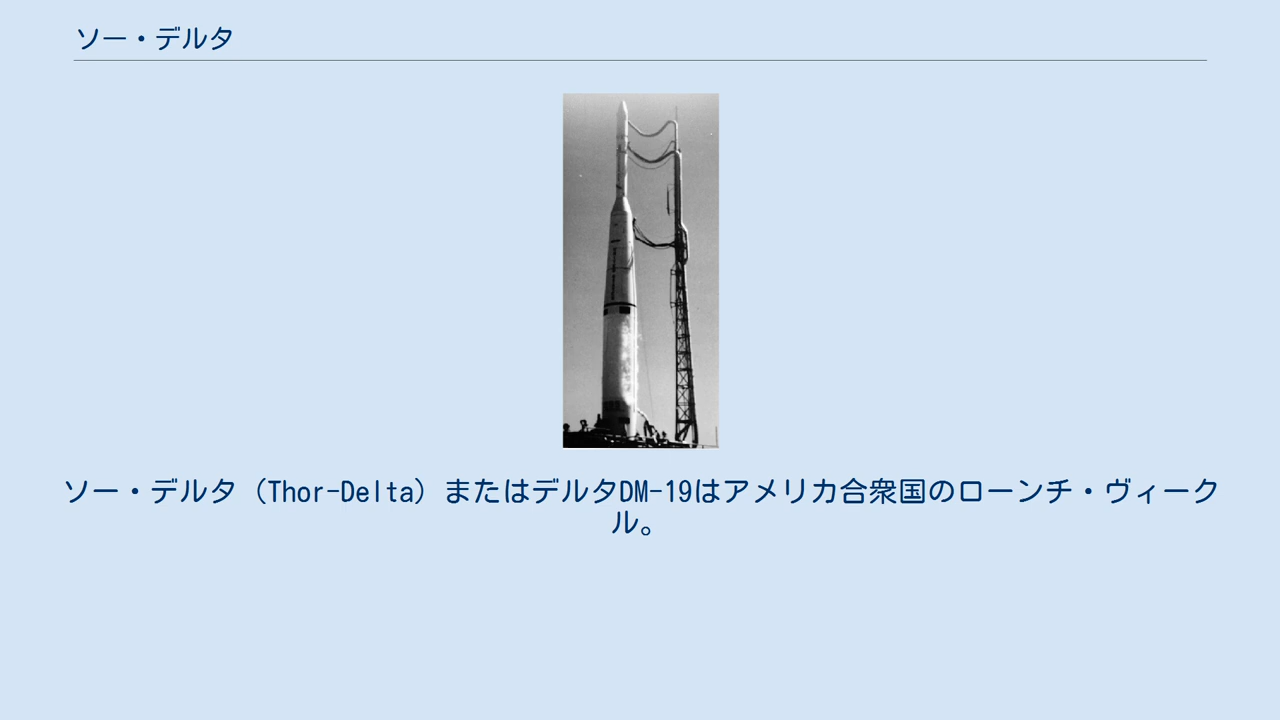 ソー・デルタ
ソー・デルタ（Thor-Delta）またはデルタDM-19はアメリカ合衆国のローンチ・ヴィーク
ル。